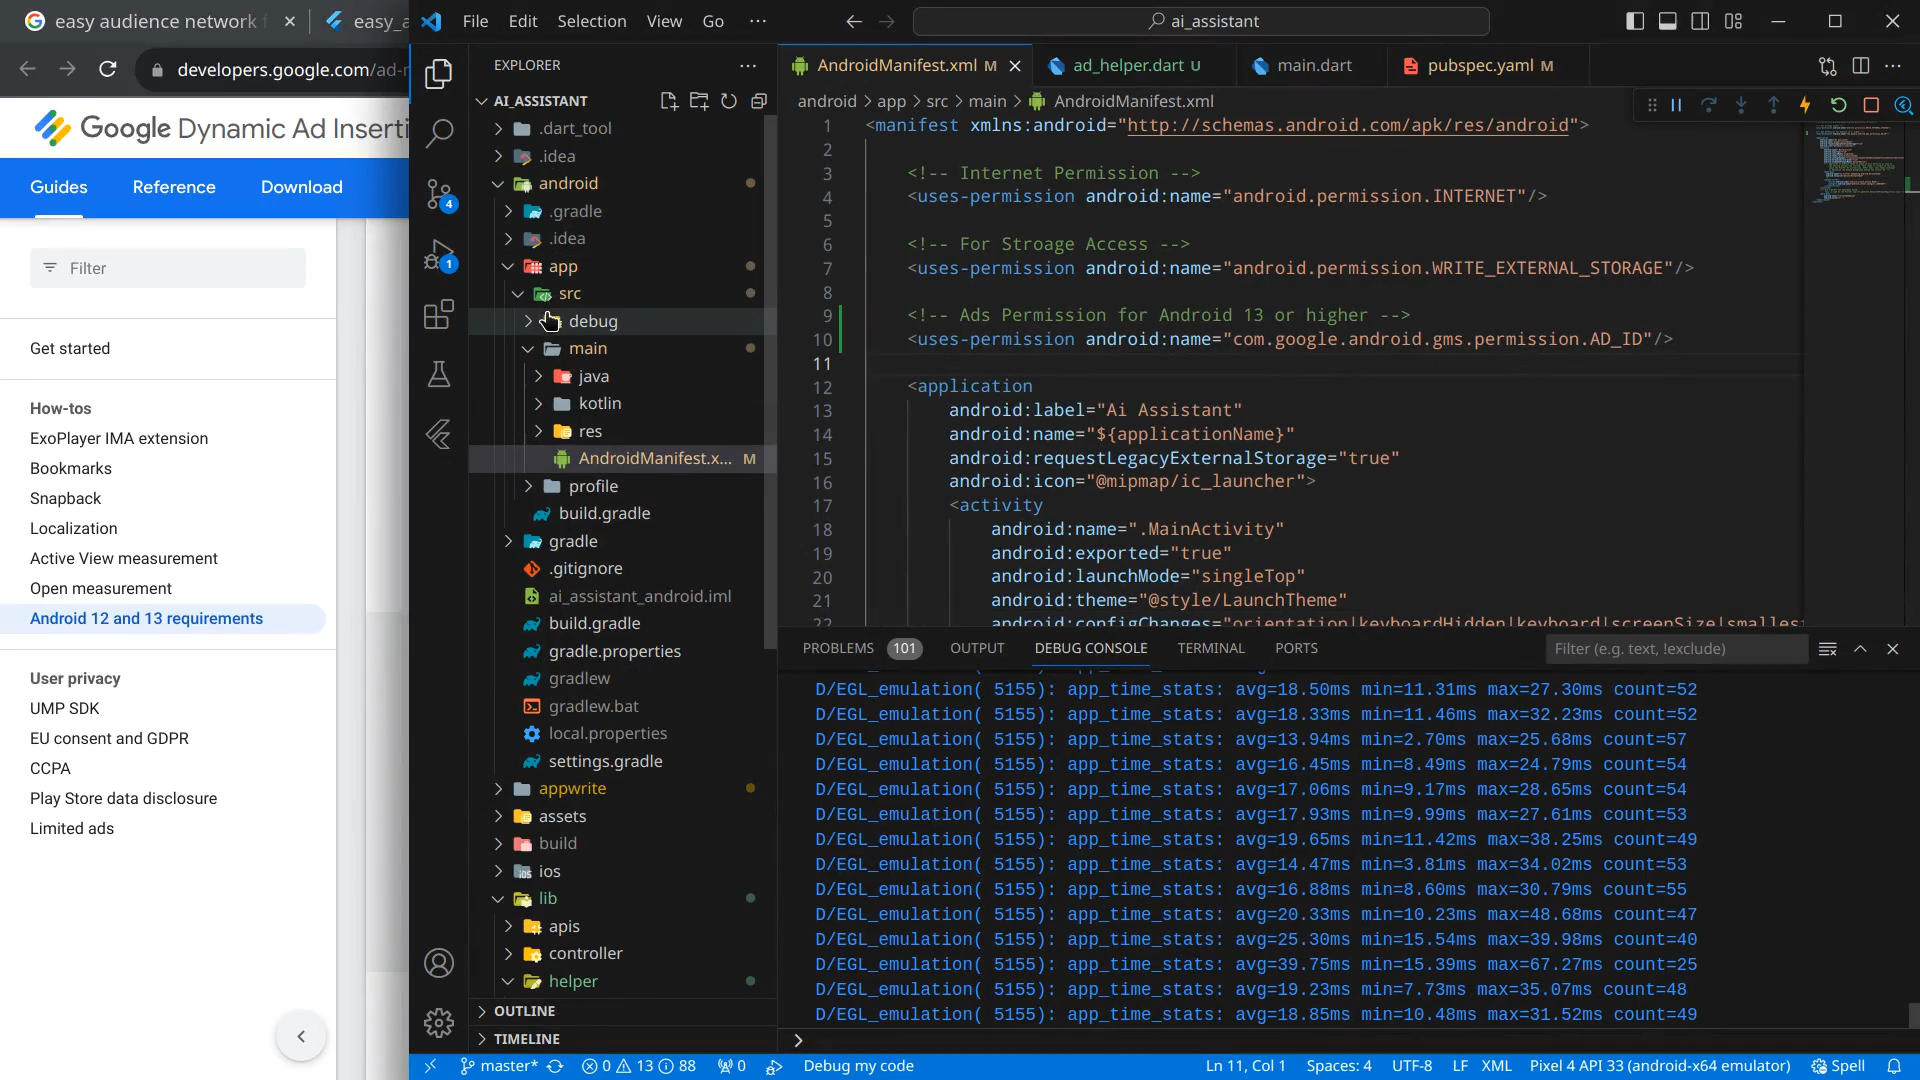 easy audience network
easy_a
developers.google.com/ad-r
Google Dynamic Ad Inserti
Guides
Reference
Download
Filter
Get started
How-tos
ExoPlayer IMA extension
Bookmarks
Snapback
Localization
Active View measurement
Open measurement
Android 12 and 13 requirements
User privacy
UMP SDK
EU consent and GDPR
CCPA
Play Store data disclosure
Limited ads
File
Edit
Selection
View
Go
ai_assistant
4
1
EXPLORER
AI_ASSISTANT
.dart_tool
.idea
android
.gradle
.idea
app
src
debug
main
java
kotlin
res
AndroidManifest.x... M
profile
build.gradle
gradle
.gitignore
ai_assistant_android.iml
build.gradle
gradle.properties
gradlew
gradlew.bat
local.properties
settings.gradle
appwrite
assets
build
ios
lib
apis
controller
helper
OUTLINE
TIMELINE
AndroidManifest.xml M
ad_helper.dart U
main.dart
pubspec.yaml M
android > app > src > main > AndroidManifest.xml
1 <manifest xmlns:android="http://schemas.android.com/apk/res/android">
2
3 <!-- Internet Permission -->
4 <uses-permission android:name="android.permission.INTERNET"/>
5
6 <!-- For Stroage Access -->
7 <uses-permission android:name="android.permission.WRITE_EXTERNAL_STORAGE"/>
8
9 <!-- Ads Permission for Android 13 or higher -->
10 <uses-permission android:name="com.google.android.gms.permission.AD_ID"/>
11
12 <application
13 android:label="Ai Assistant"
14 android:name="${applicationName}"
15 android:requestLegacyExternalStorage="true"
16 android:icon="@mipmap/ic_launcher">
17 <activity
18 android:name=".MainActivity"
19 android:exported="true"
20 android:launchMode="singleTop"
21 android:theme="@style/LaunchTheme"
22 android:configChanges="orientation|keyboardHidden|keyboard|screenSize|smalles
PROBLEMS 101
OUTPUT
DEBUG CONSOLE
TERMINAL
PORTS
Filter (e.g. text, !exclude)
D/EGL_emulation( 5155): app_time_stats: avg=18.50ms min=11.31ms max=27.30ms count=52
D/EGL_emulation( 5155): app_time_stats: avg=18.33ms min=11.46ms max=32.23ms count=52
D/EGL_emulation( 5155): app_time_stats: avg=13.94ms min=2.70ms max=25.68ms count=57
D/EGL_emulation( 5155): app_time_stats: avg=16.45ms min=8.49ms max=24.79ms count=54
D/EGL_emulation( 5155): app_time_stats: avg=17.06ms min=9.17ms max=28.65ms count=54
D/EGL_emulation( 5155): app_time_stats: avg=17.93ms min=9.99ms max=27.61ms count=53
D/EGL_emulation( 5155): app_time_stats: avg=19.65ms min=11.42ms max=38.25ms count=49
D/EGL_emulation( 5155): app_time_stats: avg=14.47ms min=3.81ms max=34.02ms count=53
D/EGL_emulation( 5155): app_time_stats: avg=16.88ms min=8.60ms max=30.79ms count=55
D/EGL_emulation( 5155): app_time_stats: avg=20.33ms min=10.23ms max=48.68ms count=47
D/EGL_emulation( 5155): app_time_stats: avg=25.30ms min=15.54ms max=39.98ms count=40
D/EGL_emulation( 5155): app_time_stats: avg=39.75ms min=15.39ms max=67.27ms count=25
D/EGL_emulation( 5155): app_time_stats: avg=19.23ms min=7.73ms max=35.07ms count=48
D/EGL_emulation( 5155): app_time_stats: avg=18.85ms min=10.48ms max=31.52ms count=49
master* 0 13 88 0 Debug my code Ln 11, Col 1 Spaces: 4 UTF-8 LF XML Pixel 4 API 33 (android-x64 emulator) Spell